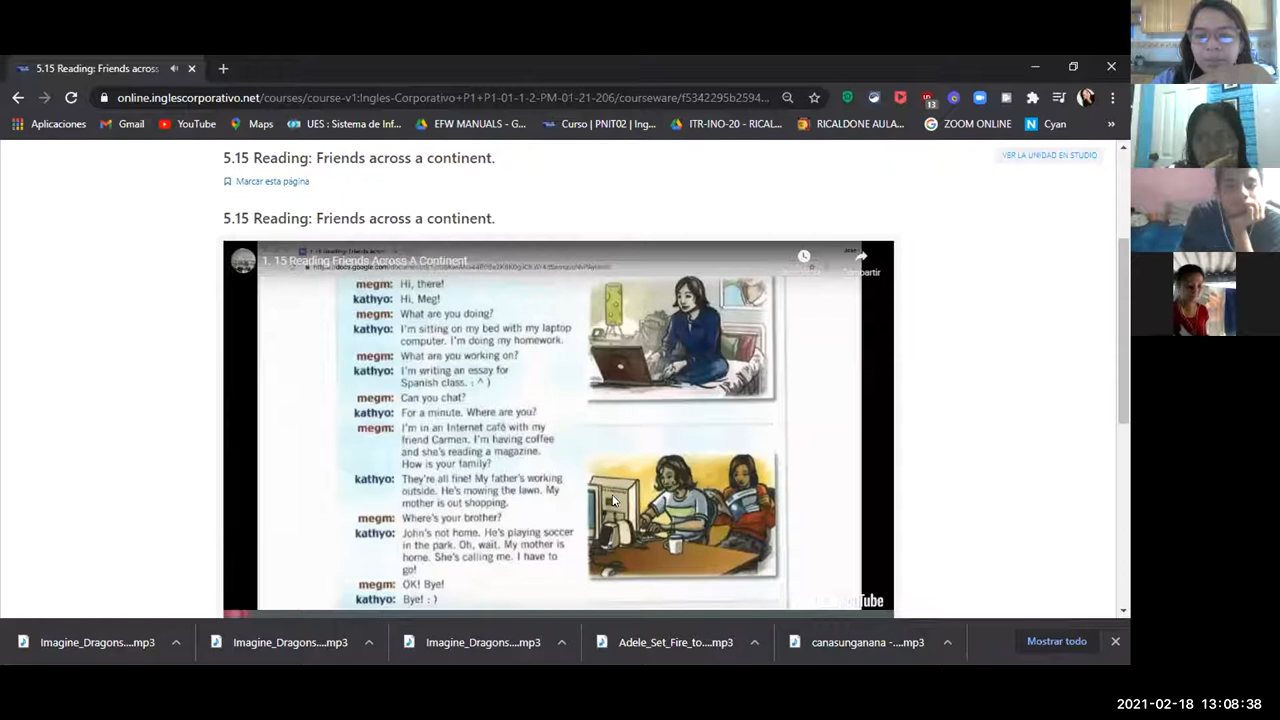 5.15 Reading: Friends across
online.inglescorporativo.net/courses/course-v1:Ingles-Corporativo+P1+P1-01-1-2-PM-01-21-206/courseware/f5342295b2594...
13
Aplicaciones
Gmail
YouTube
Maps
UES : Sistema de Inf...
EFW MANUALS - G...
Curso | PNIT02 | Ing...
ITR-INO-20 - RICAL...
RICALDONE AULA...
ZOOM ONLINE
Cyan
»
5.15 Reading: Friends across a continent.
VER LA UNIDAD EN STUDIO
Marcar esta página
5.15 Reading: Friends across a continent.
1. 15 Reading Friends Across A Continent
megm: Hi, there!
kathyo: Hi, Meg!
megm: What are you doing?
kathyo: I'm sitting on my bed with my laptop
computer. I'm doing my homework.
megm: What are you working on?
kathyo: I'm writing an essay for
Spanish class. : ^ )
megm: Can you chat?
kathyo: For a minute. Where are you?
megm: I'm in an Internet café with my
friend Carmen. I'm having coffee
and she's reading a magazine.
How is your family?
kathyo: They're all fine! My father's working
outside. He's mowing the lawn. My
mother is out shopping.
megm: Where's your brother?
kathyo: John's not home. He's playing soccer
in the park. Oh, wait. My mother is
home. She's calling me. I have to
go!
megm: OK! Bye!
kathyo: Bye! : )
Imagine_Dragons....mp3
Imagine_Dragons....mp3
Imagine_Dragons....mp3
Adele_Set_Fire_to....mp3
canasunganana -....mp3
Mostrar todo
2021-02-18 13:08:38